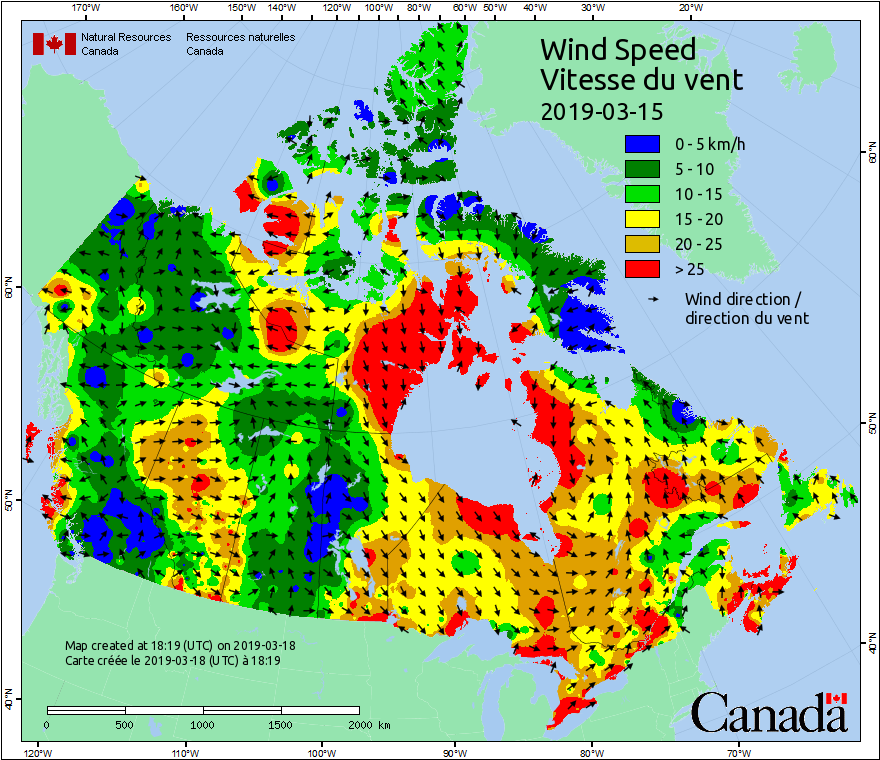 170°W 160°W 150°W 140°W 120°W 100°W 80°W 60°W 50°W 40°W 30°W 20°W
Natural Resources Ressources naturelles
Canada Canada
Wind Speed
Vitesse du vent
2019-03-15
0 - 5 km/h
5 - 10
10 - 15
15 - 20
20 - 25
> 25
Wind direction /
direction du vent
60°N
60°N
50°N
50°N
40°N
40°N
Map created at 18:19 (UTC) on 2019-03-18
Carte créée le 2019-03-18 (UTC) à 18:19
0 500 1000 1500 2000 km
Canada
120°W 110°W 100°W 90°W 80°W 70°W